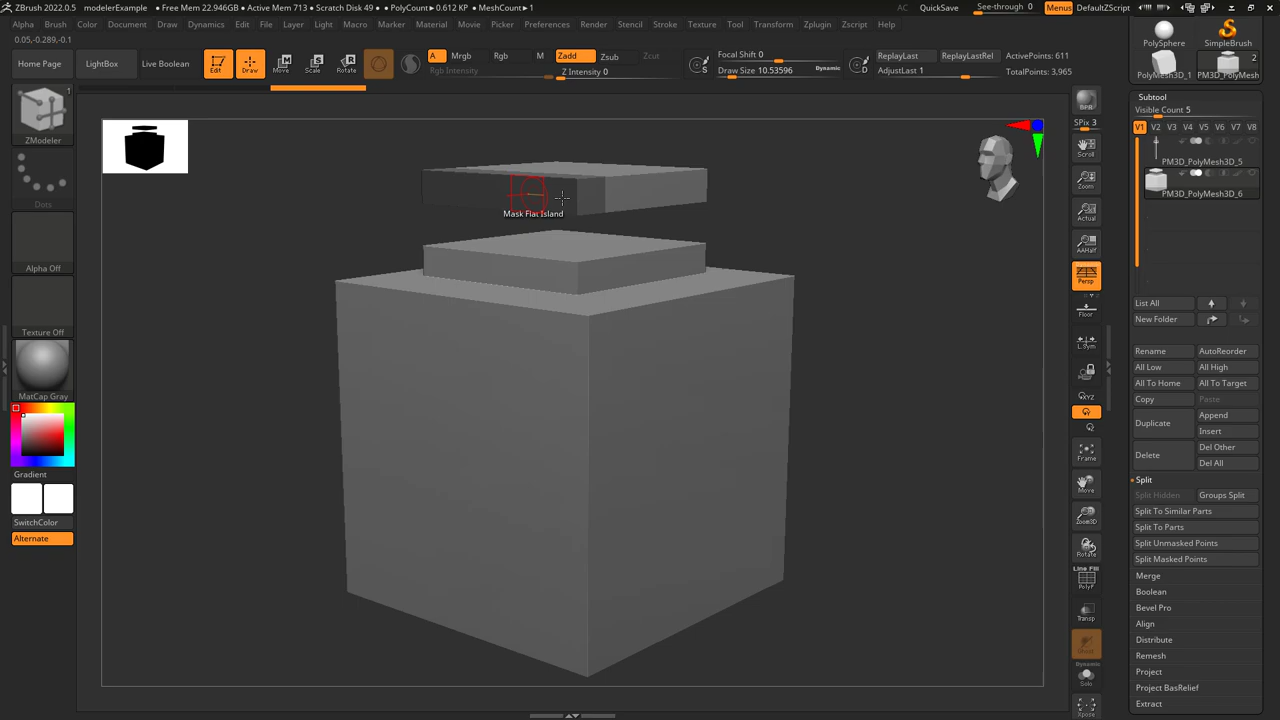 ZBrush 2022.0.5 modelerExample • Free Mem 22.946GB • Active Mem 713 • Scratch Disk 49 • PolyCount►0.612 KP • MeshCount►1
AC QuickSave See-through 0 Menus DefaultZScript
Alpha Brush Color Document Draw Dynamics Edit File Layer Light Macro Marker Material Movie Picker Preferences Render Stencil Stroke Texture Tool Transform Zplugin Zscript Help
0.05,-0.289,-0.1
Home Page LightBox Live Boolean Edit Draw Move Scale Rotate A Mrgb Rgb M Zadd Zsub Zcut Focal Shift 0 ReplayLast ReplayLastRel ActivePoints: 611
Rgb Intensity Z Intensity 0 S Draw Size 10.53596 Dynamic D AdjustLast 1 TotalPoints: 3,965
PolySphere SimpleBrush
2
PolyMesh3D_1 PM3D_PolyMesh
1
ZModeler
Dots
Alpha Off
Texture Off
MatCap Gray
Gradient
SwitchColor
Alternate
Mask Flat Island
BPR
SPix 3
Scroll
Zoom
Actual
AAHalf
Persp
Floor
L.Sym
XYZ
Y
Z
Frame
Move
Zoom3D
Rotate
Line Fill
PolyF
Transp
Ghost
Dynamic
Solo
Xpose
Subtool
Visible Count 5
V1 V2 V3 V4 V5 V6 V7 V8
PM3D_PolyMesh3D_5
PM3D_PolyMesh3D_6
List All
New Folder
Rename AutoReorder
All Low All High
All To Home All To Target
Copy Paste
Duplicate Append
Insert
Delete Del Other
Del All
Split
Split Hidden Groups Split
Split To Similar Parts
Split To Parts
Split Unmasked Points
Split Masked Points
Merge
Boolean
Bevel Pro
Align
Distribute
Remesh
Project
Project BasRelief
Extract